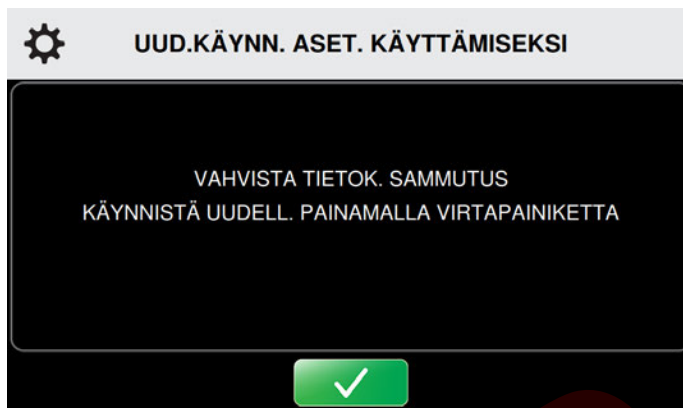 UUD.KÄYNN. ASET. KÄYTTÄMISEKSI
VAHVISTA TIETOK. SAMMUTUS
KÄYNNISTÄ UUDELL. PAINAMALLA VIRTAPAINIKETTA